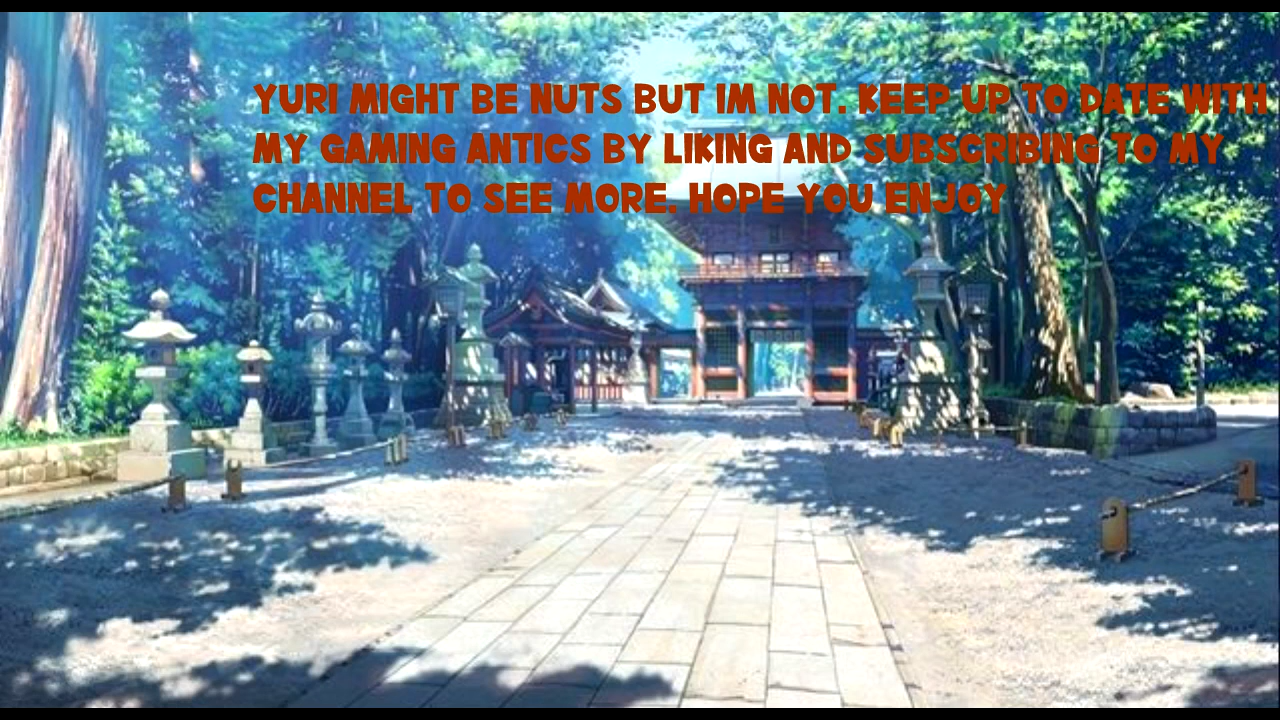 YURI MIGHT BE NUTS BUT IM NOT. KEEP UP TO DATE WITH
MY GAMING ANTICS BY LIKING AND SUBSCRIBING TO MY
CHANNEL TO SEE MORE. HOPE YOU ENJOY